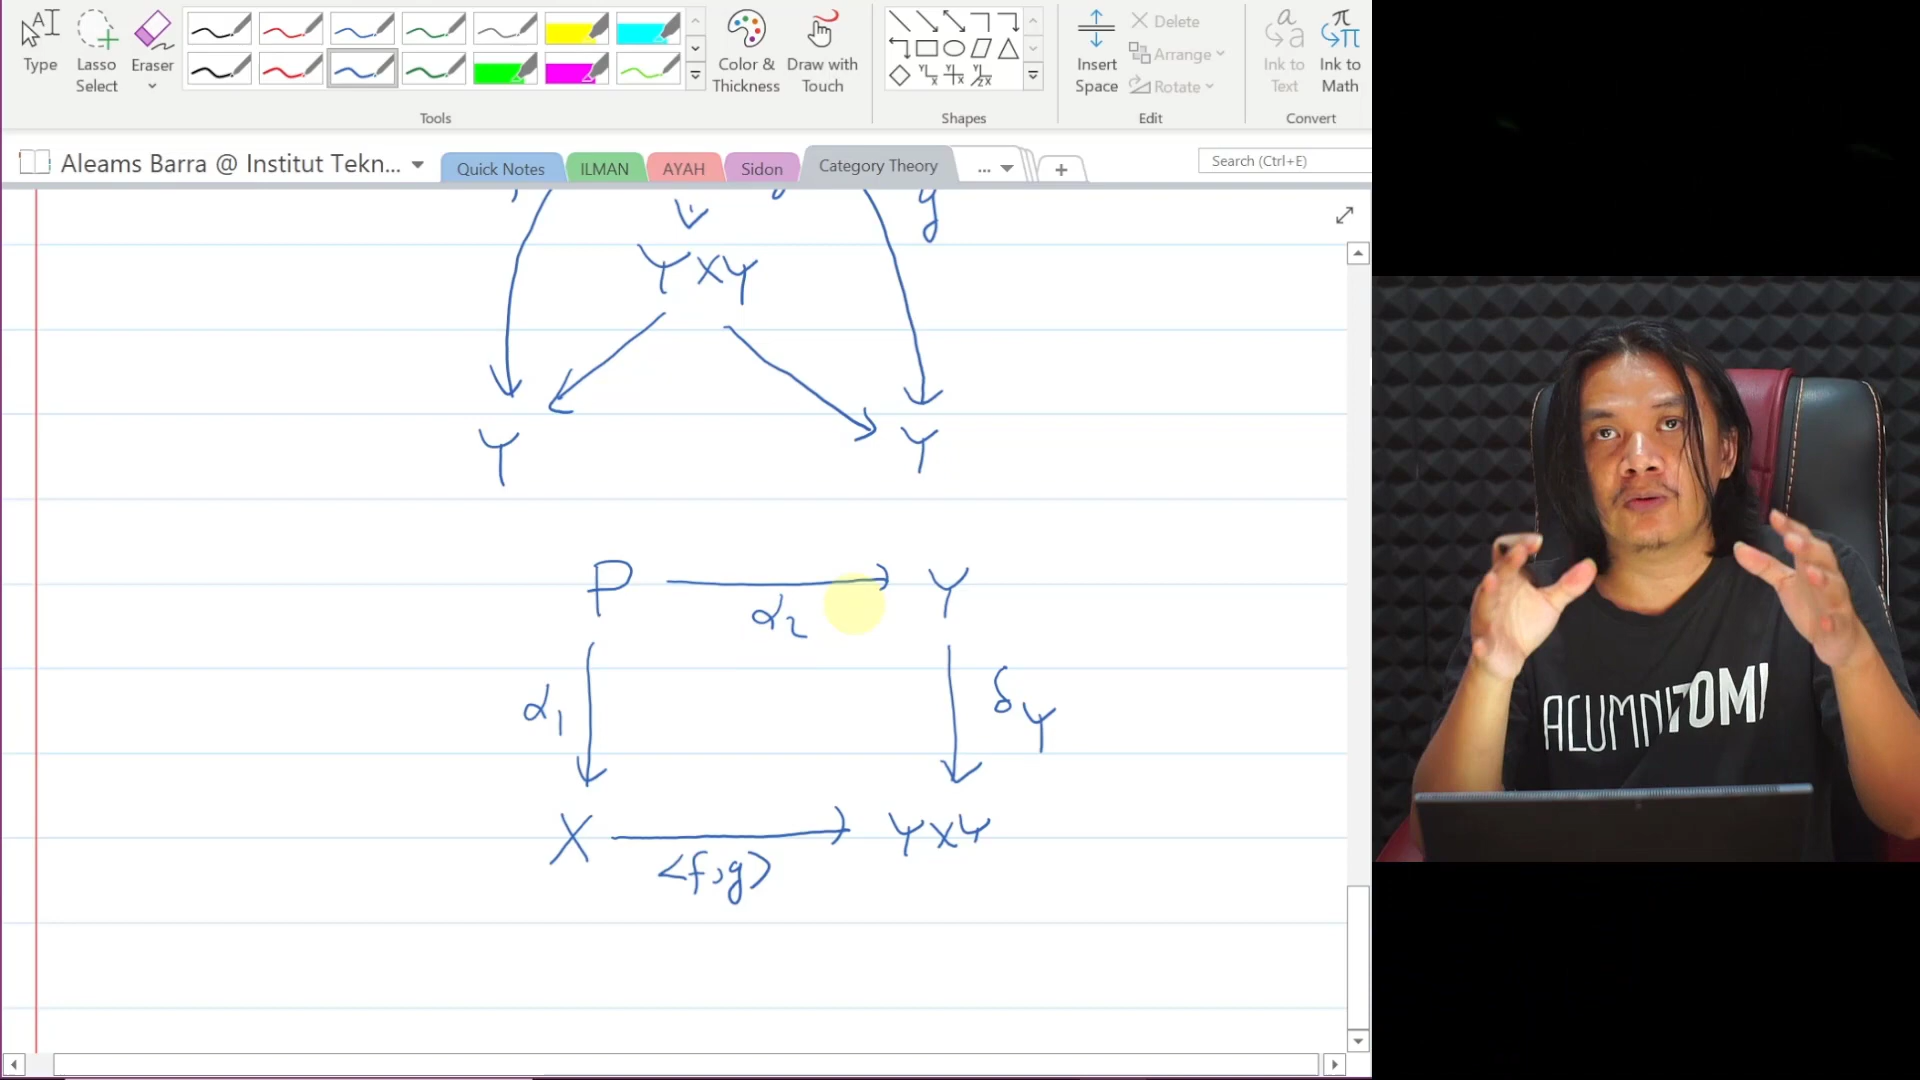 Type
Lasso Select
Eraser
Color & Thickness
Draw with Touch
Insert Space
Delete
Arrange
Rotate
Ink to Text
Ink to Math
Tools
Shapes
Edit
Convert
Aleams Barra @ Institut Tekn...
Quick Notes
ILMAN
AYAH
Sidon
Category Theory
...
+
Search (Ctrl+E)
g
Y×Y
Y
Y
P
α₂
Y
α₁
δ_Y
X
<f,g>
Y×Y
ACUMNITOMI